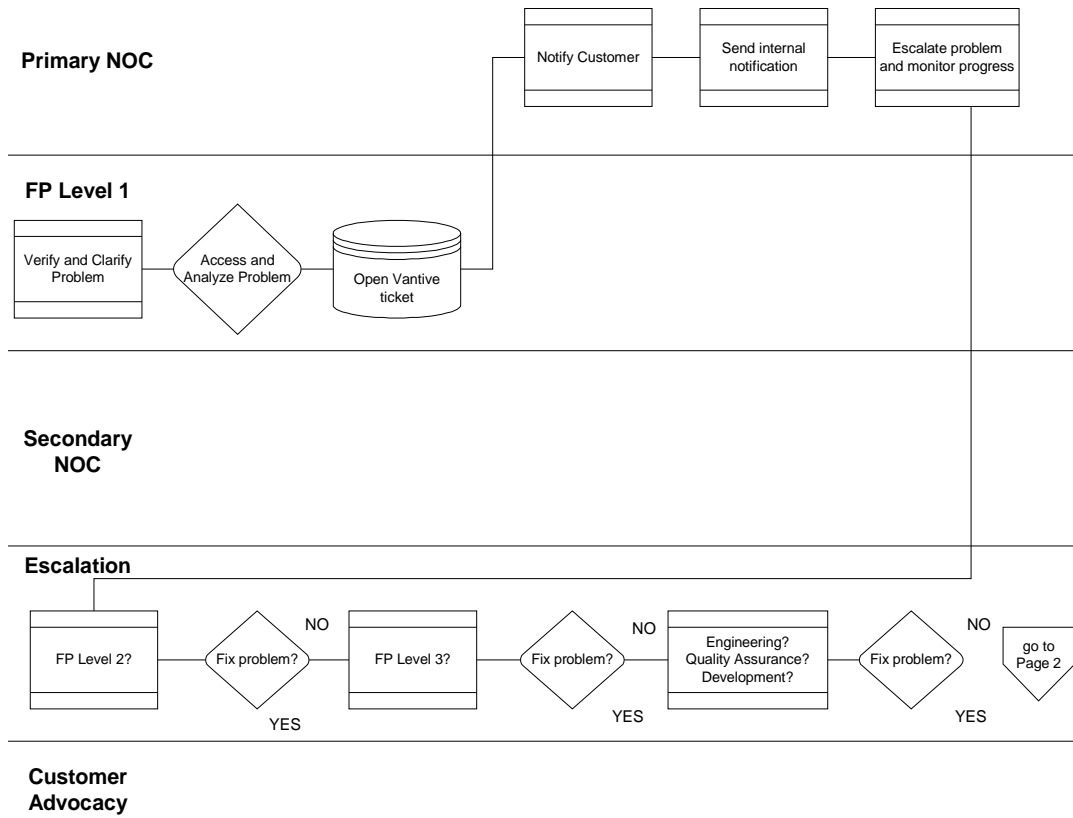 Primary NOC
Notify Customer
Send internal
notification
Escalate problem
and monitor progress
FP Level 1
Verify and Clarify
Problem
Access and
Analyze Problem
Open Vantive
ticket
Secondary
NOC
Escalation
FP Level 2?
Fix problem?
NO
YES
FP Level 3?
Fix problem?
NO
YES
Engineering?
Quality Assurance?
Development?
Fix problem?
NO
YES
go to
Page 2
Customer
Advocacy